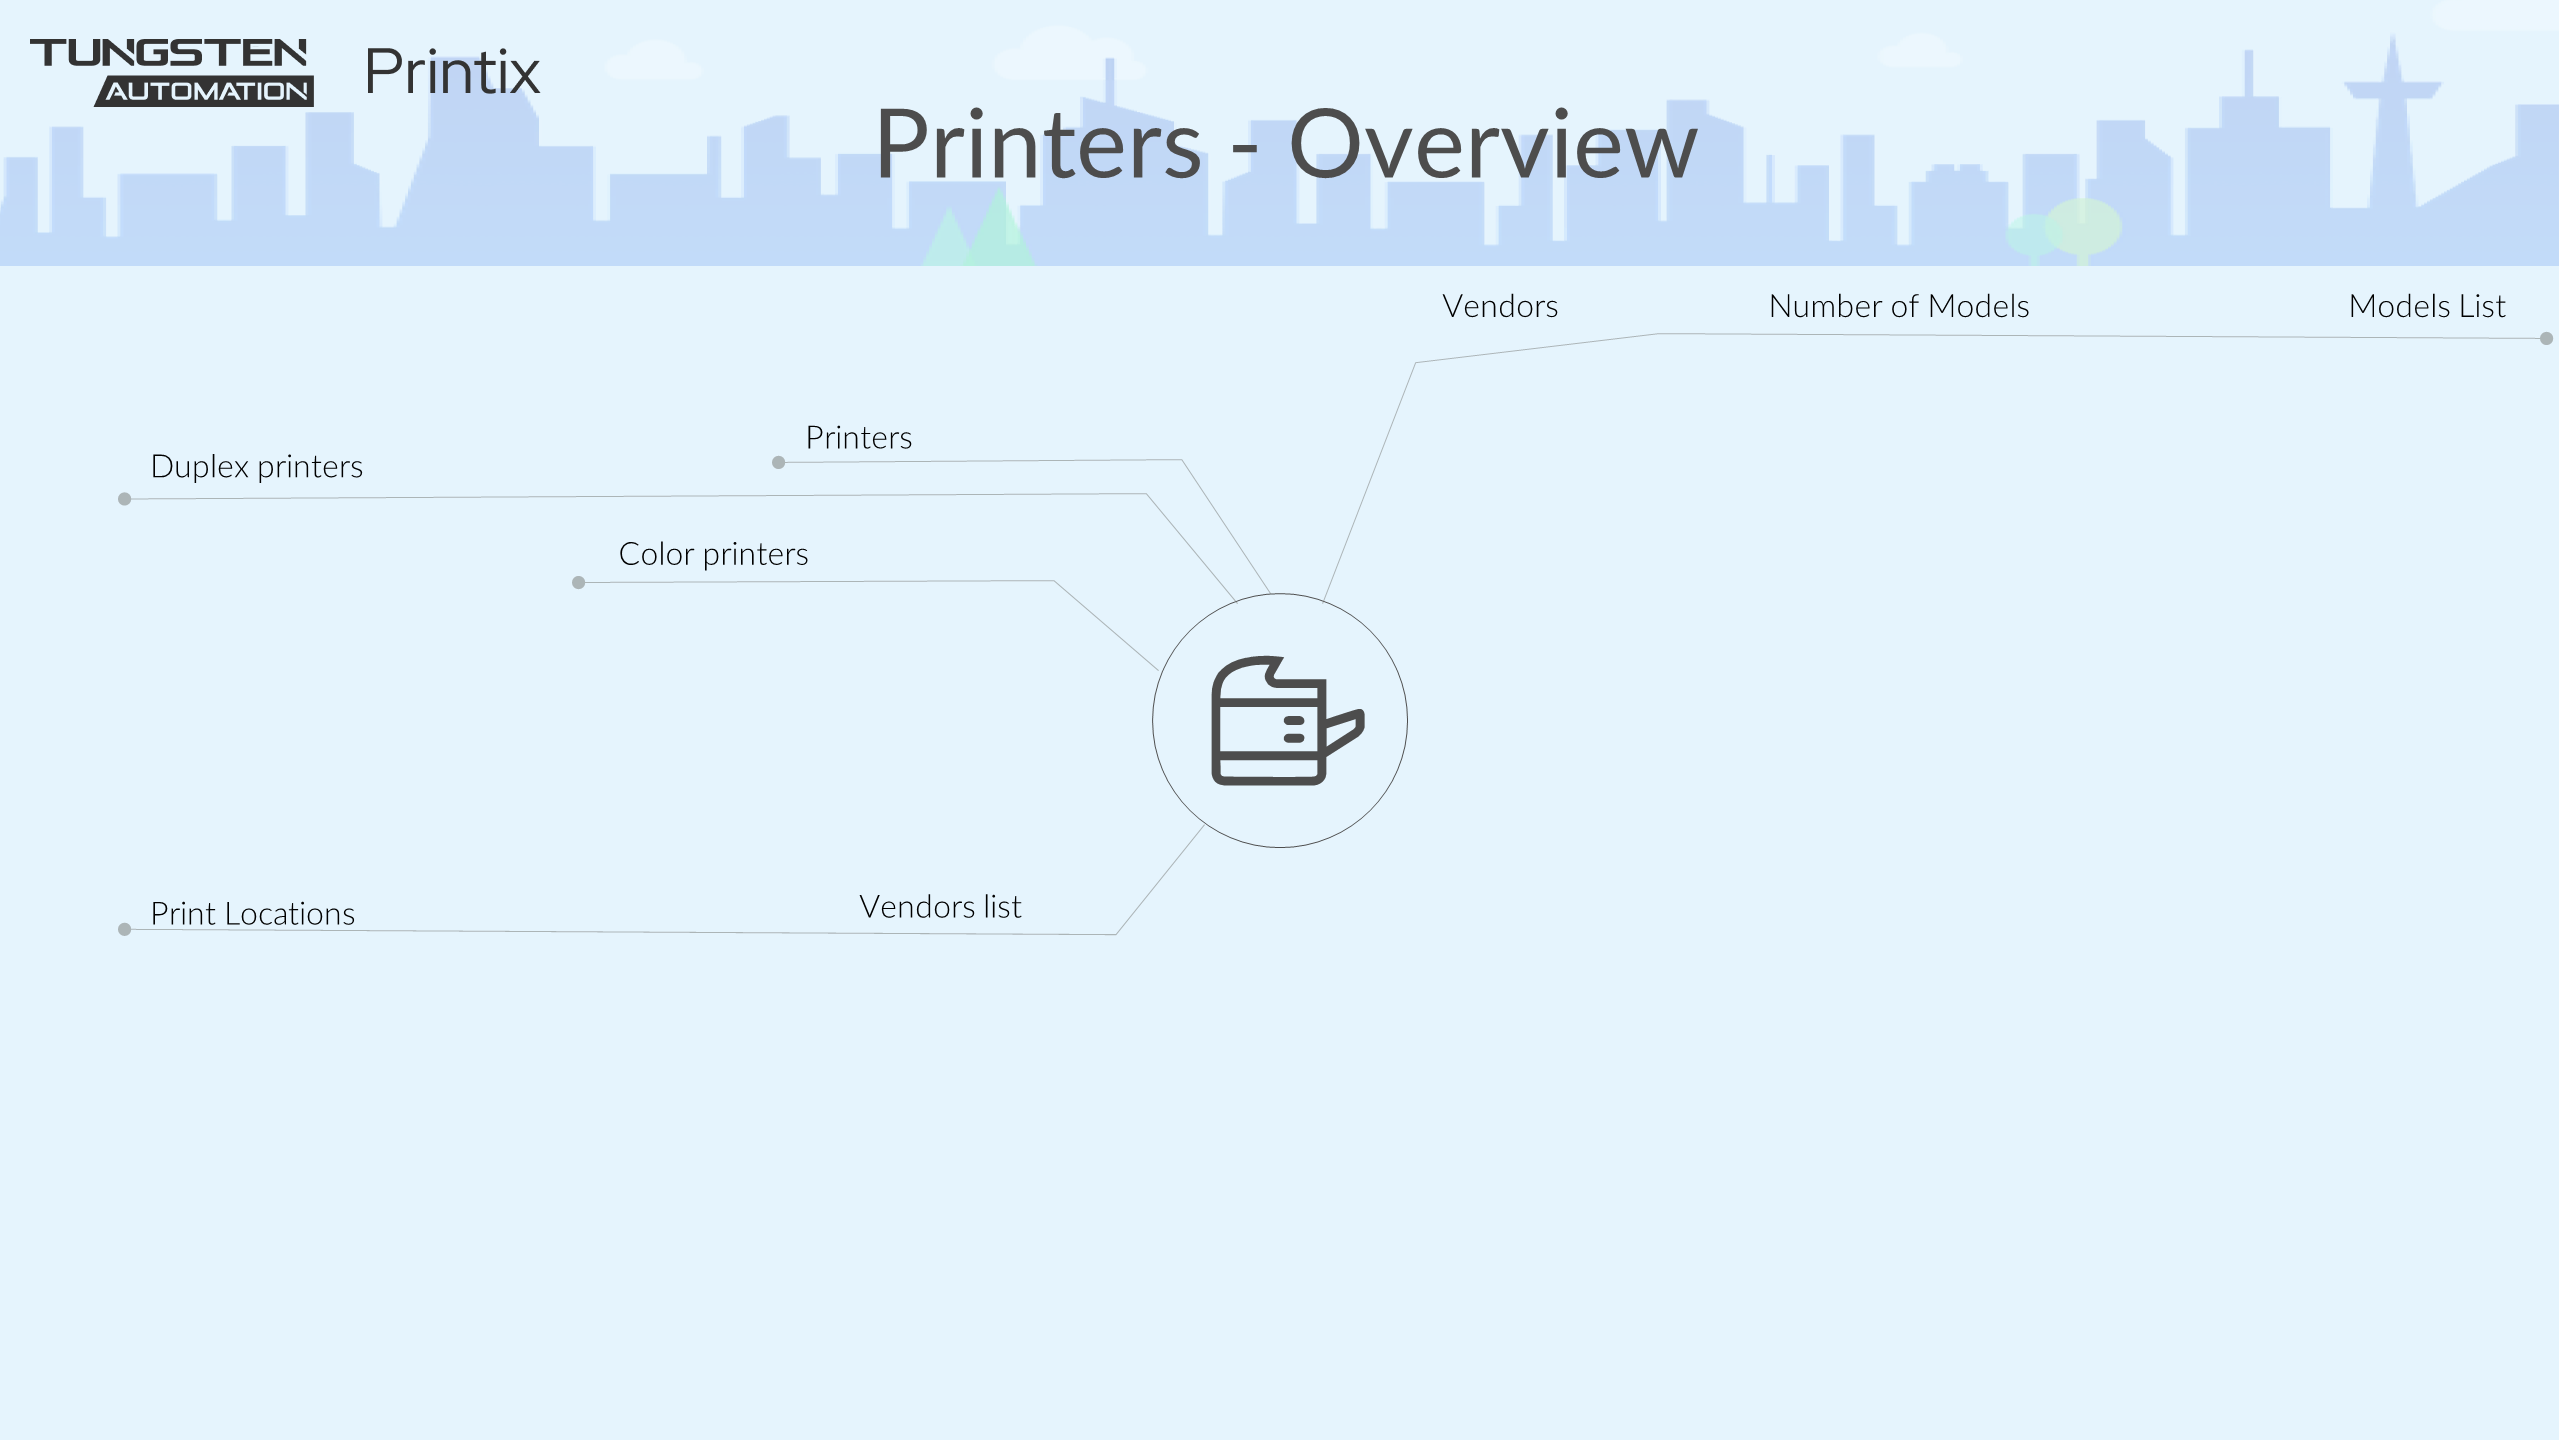 TUNGSTEN
AUTOMATION
Printix
Printers - Overview
Vendors
Number of Models
Models List
Printers
Duplex printers
Color printers
Print Locations
Vendors list